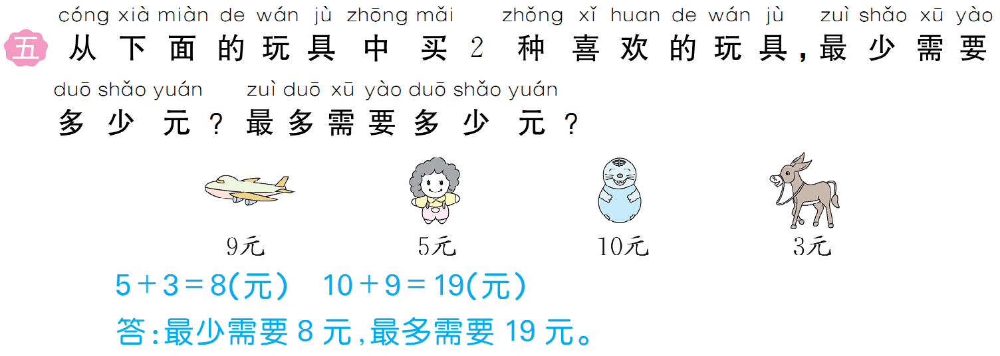 cóng xià miàn de wán jù zhōng mǎi zhǒng xǐ huan de wán jù zuì shǎo xū yào
五 从下面的玩具中买2种喜欢的玩具,最少需要
duō shǎo yuán zuì duō xū yào duō shǎo yuán
多少元?最多需要多少元?
9元 5元 10元 3元
5+3=8(元) 10+9=19(元)
答:最少需要8元,最多需要19元。